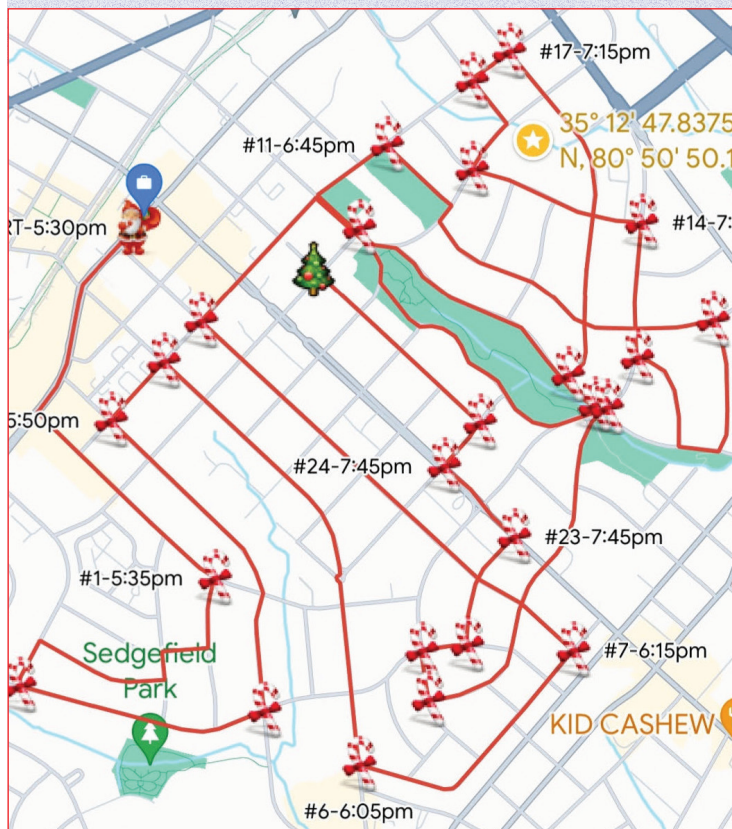 #17-7:15pm
35° 12' 47.8375
N, 80° 50' 50.1
#11-6:45pm
RT-5:30pm
#14-7:
5:50pm
#24-7:45pm
#23-7:45pm
#1-5:35pm
#7-6:15pm
Sedgefield
Park
KID CASHEW
#6-6:05pm